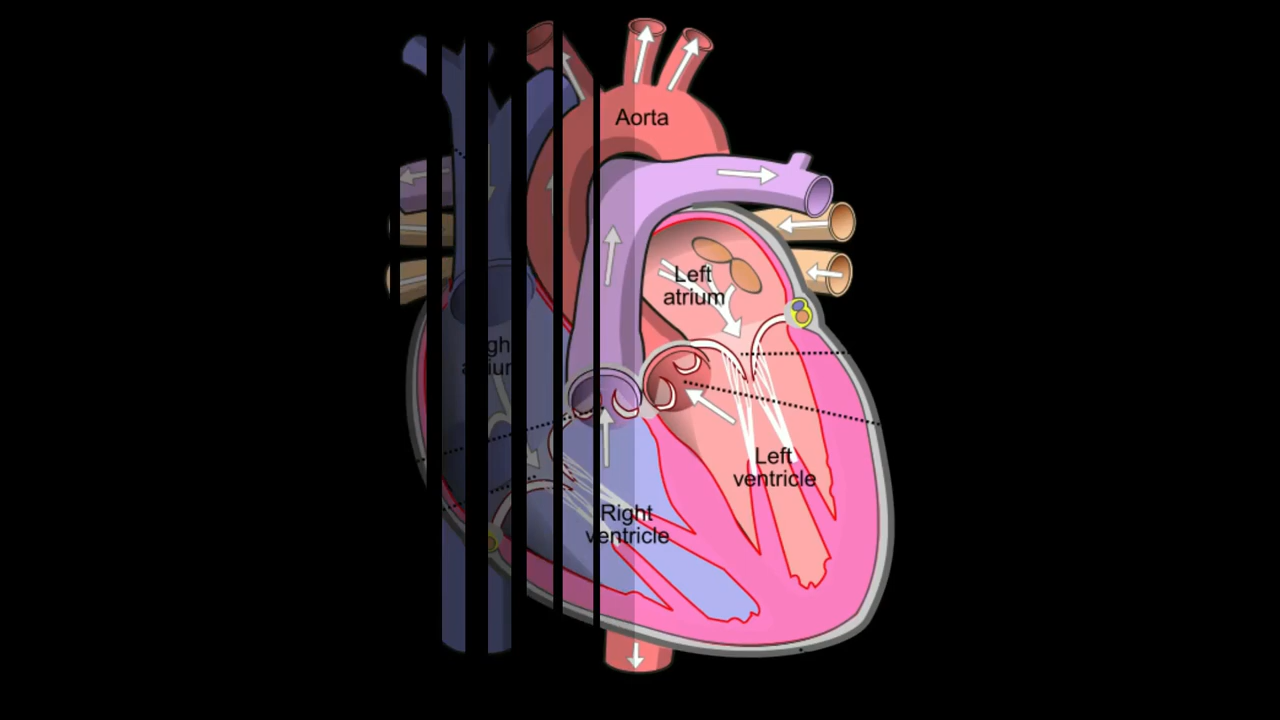 Aorta
Left
atrium
Left
ventricle
Right
ventricle